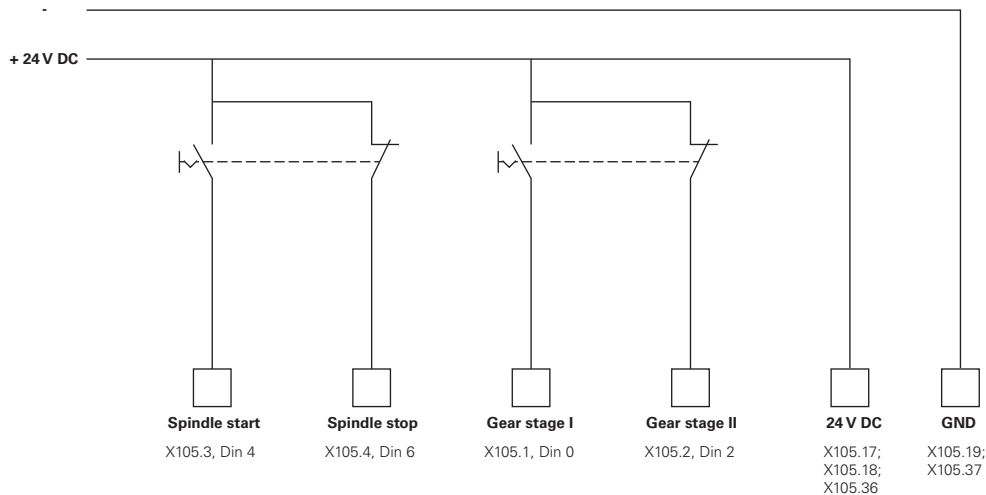 -
+ 24 V DC
Spindle start
X105.3, Din 4
Spindle stop
X105.4, Din 6
Gear stage I
X105.1, Din 0
Gear stage II
X105.2, Din 2
24 V DC
X105.17;
X105.18;
X105.36
GND
X105.19;
X105.37